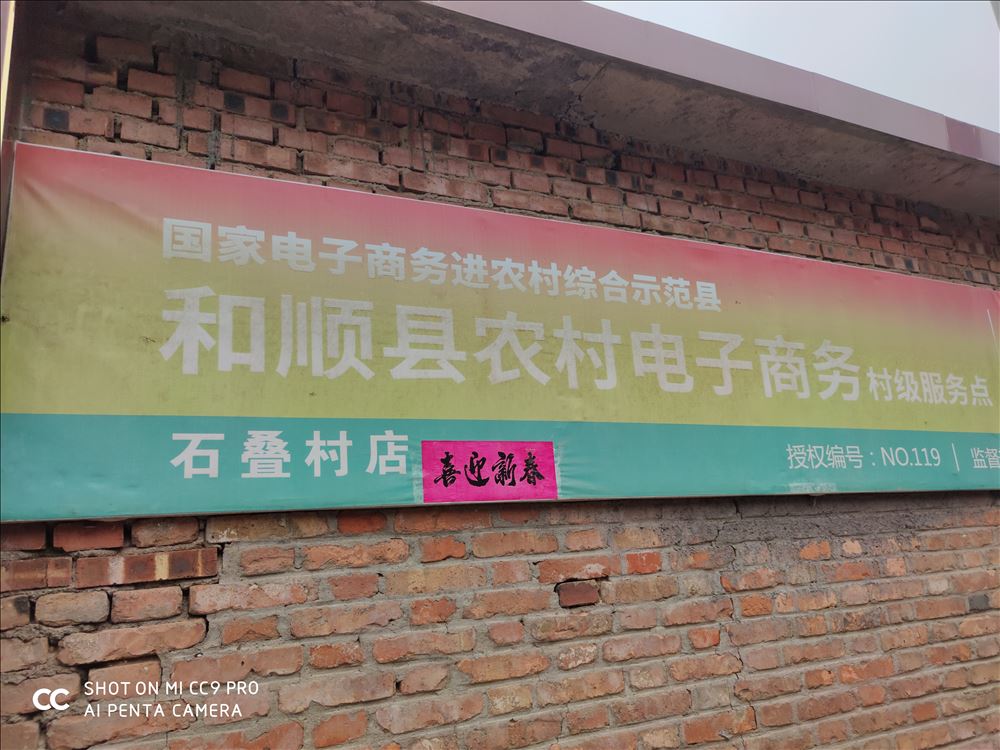 国家电子商务进农村综合示范县
和顺县农村电子商务村级服务点
石叠村店
喜迎新春
授权编号：NO.119 | 监督
SHOT ON MI CC9 PRO
AI PENTA CAMERA